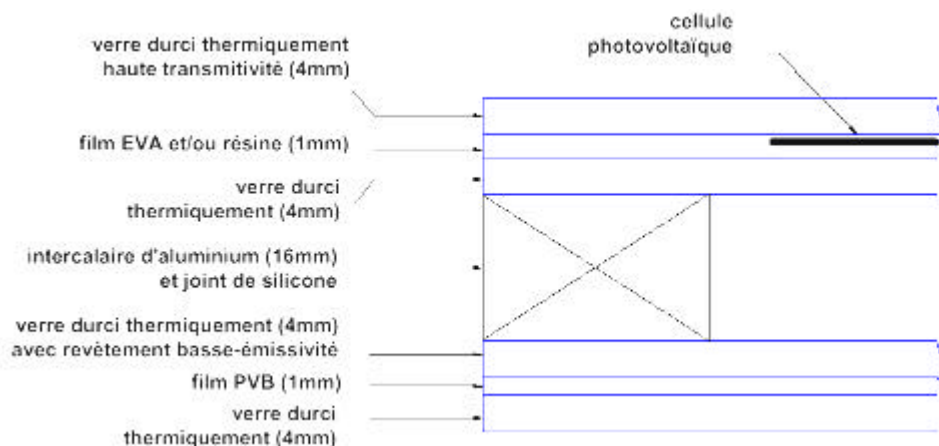 cellule
photovoltaïque
verre durci thermiquement
haute transmitivité (4mm)
film EVA et/ou résine (1mm)
verre durci
thermiquement (4mm)
intercalaire d'aluminium (16mm)
et joint de silicone
verre durci thermiquement (4mm)
avec revètement basse-émissivité
film PVB (1mm)
verre durci
thermiquement (4mm)